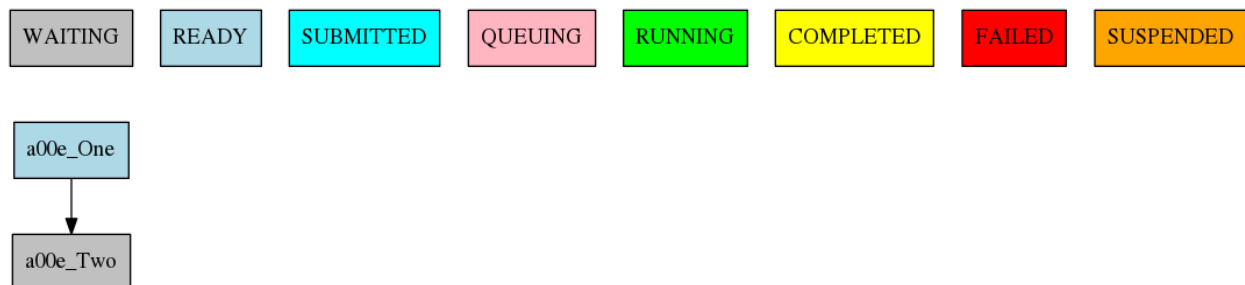 WAITING READY SUBMITTED QUEUING RUNNING COMPLETED FAILED SUSPENDED
a00e_One
a00e_Two